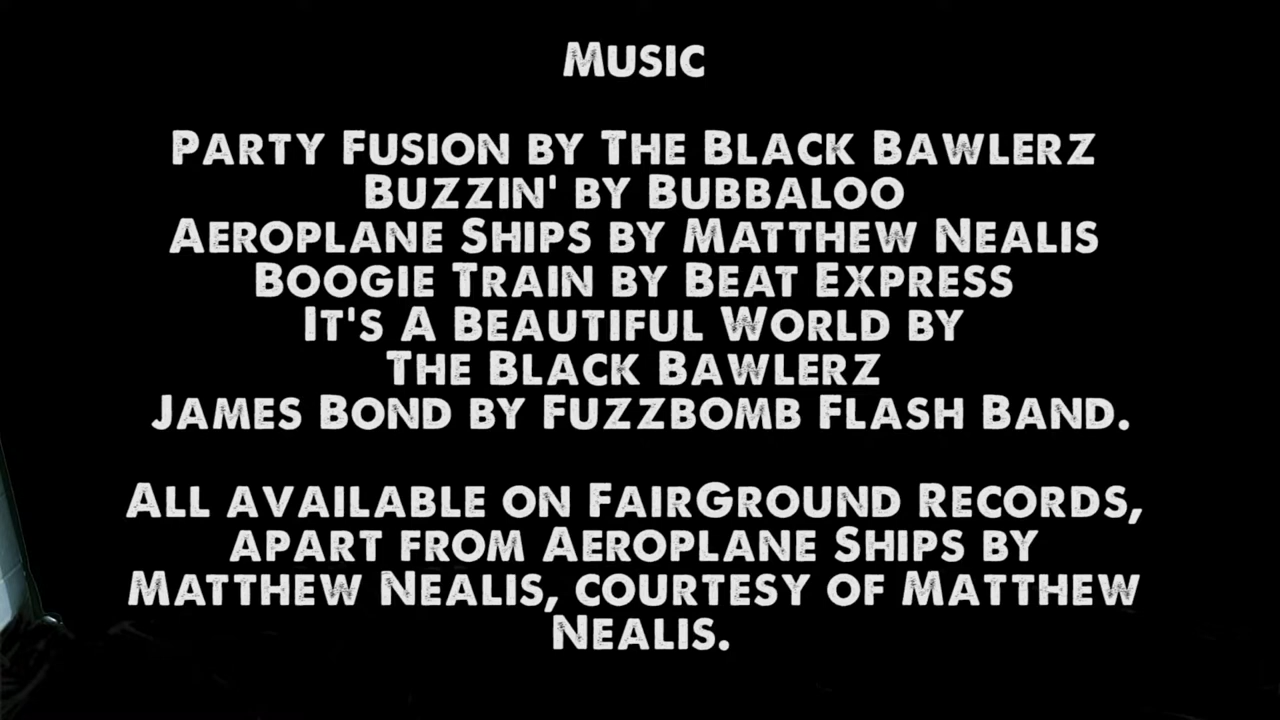 Music
Party Fusion by The Black Bawlerz
Buzzin' by Bubbaloo
Aeroplane Ships by Matthew Nealis
Boogie Train by Beat Express
It's A Beautiful World by
The Black Bawlerz
James Bond by Fuzzbomb Flash Band.
All available on FairGround Records,
apart from Aeroplane Ships by
Matthew Nealis, courtesy of Matthew
Nealis.